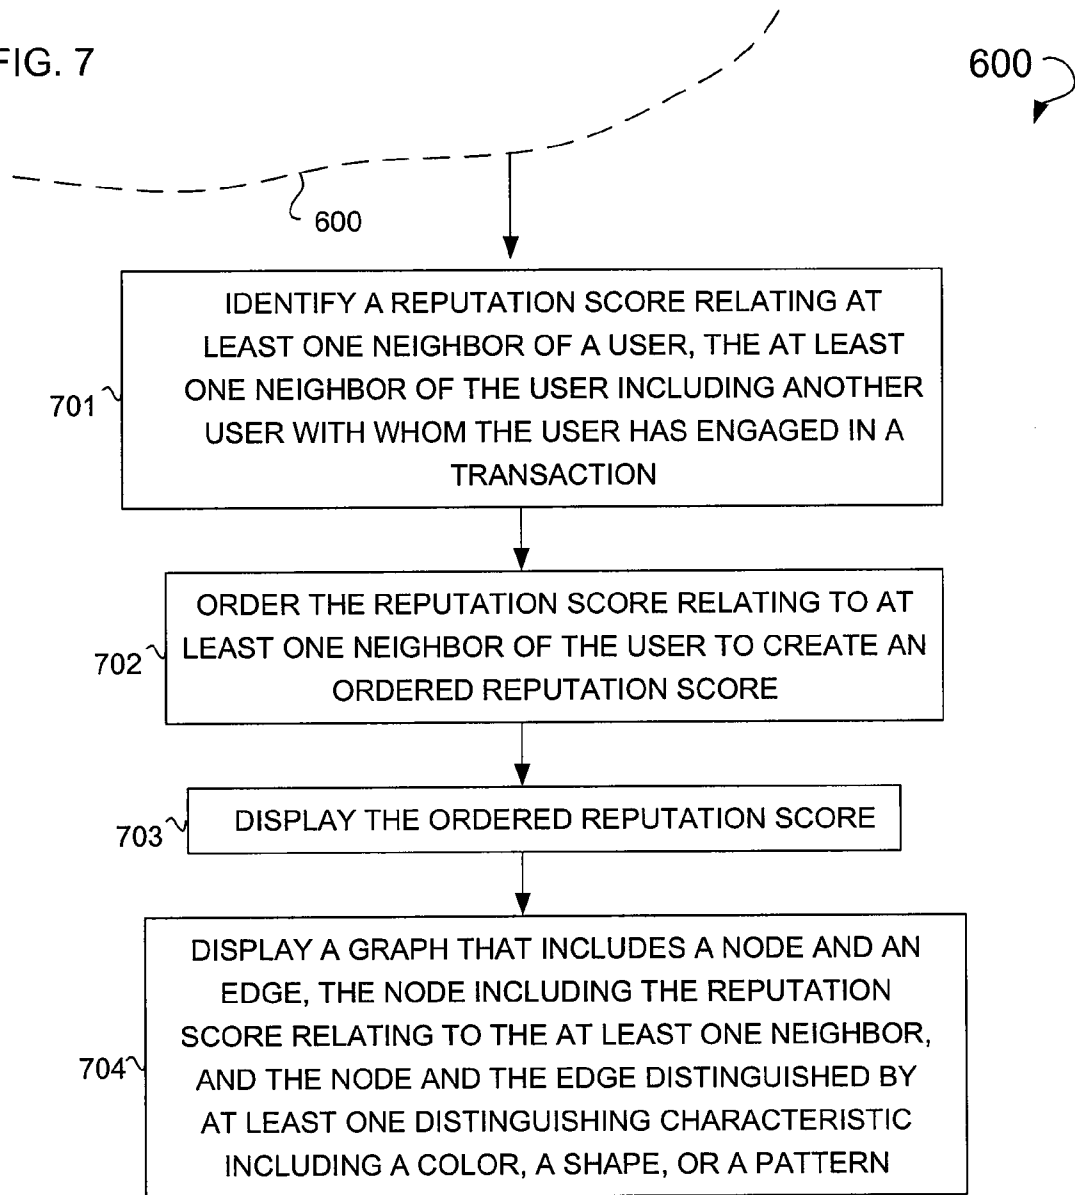 FIG. 7
600
600
IDENTIFY A REPUTATION SCORE RELATING AT
LEAST ONE NEIGHBOR OF A USER, THE AT LEAST
ONE NEIGHBOR OF THE USER INCLUDING ANOTHER
USER WITH WHOM THE USER HAS ENGAGED IN A
TRANSACTION
701
ORDER THE REPUTATION SCORE RELATING TO AT
LEAST ONE NEIGHBOR OF THE USER TO CREATE AN
ORDERED REPUTATION SCORE
702
DISPLAY THE ORDERED REPUTATION SCORE
703
DISPLAY A GRAPH THAT INCLUDES A NODE AND AN
EDGE, THE NODE INCLUDING THE REPUTATION
SCORE RELATING TO THE AT LEAST ONE NEIGHBOR,
AND THE NODE AND THE EDGE DISTINGUISHED BY
AT LEAST ONE DISTINGUISHING CHARACTERISTIC
INCLUDING A COLOR, A SHAPE, OR A PATTERN
704